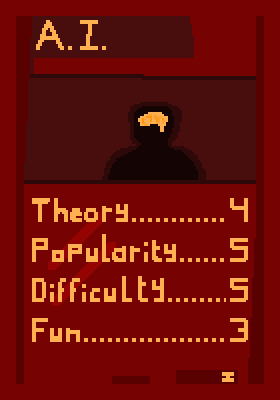 A.I.
Theory............4
Popularity......5
Difficulty........5
Fun..................3